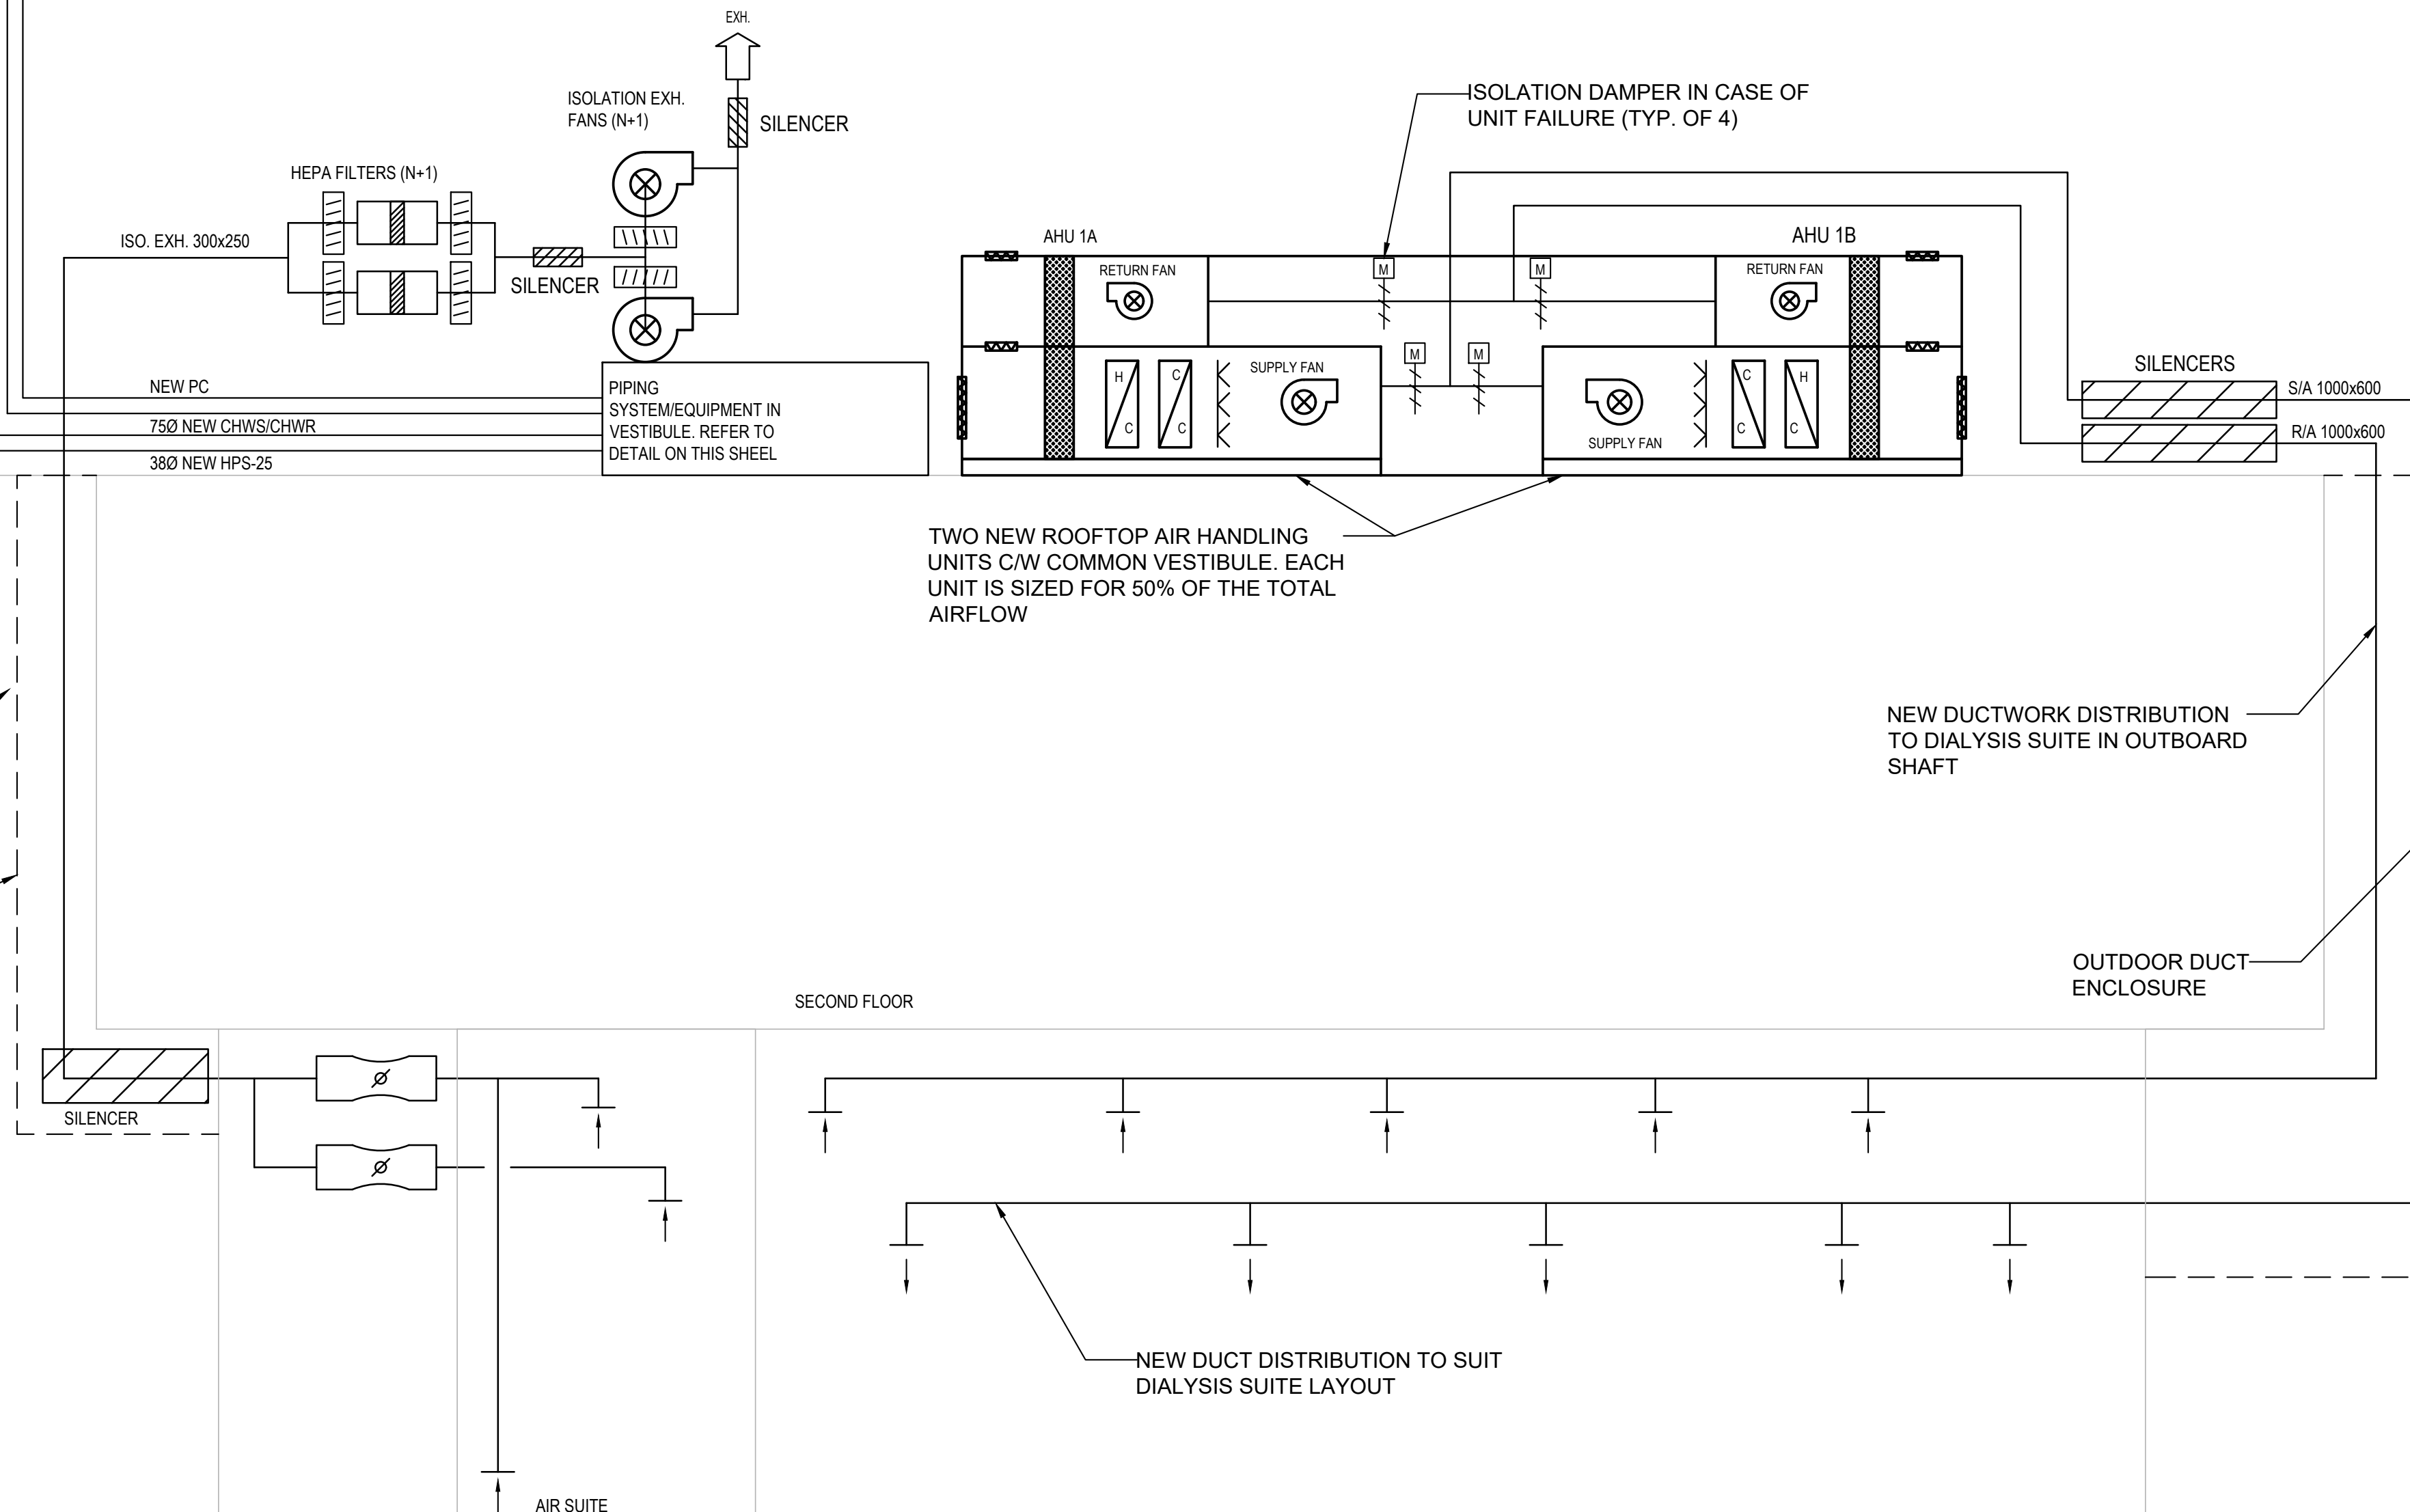 EXH.
ISOLATION EXH.
FANS (N+1)
SILENCER
HEPA FILTERS (N+1)
ISO. EXH. 300x250
SILENCER
ISOLATION DAMPER IN CASE OF
UNIT FAILURE (TYP. OF 4)
AHU 1A
AHU 1B
RETURN FAN
M
M
RETURN FAN
M
M
H
C
C
C
SUPPLY FAN
SUPPLY FAN
C
C
H
C
SILENCERS
S/A 1000x600
R/A 1000x600
NEW PC
75Ø NEW CHWS/CHWR
38Ø NEW HPS-25
PIPING
SYSTEM/EQUIPMENT IN
VESTIBULE. REFER TO
DETAIL ON THIS SHEEL
TWO NEW ROOFTOP AIR HANDLING
UNITS C/W COMMON VESTIBULE. EACH
UNIT IS SIZED FOR 50% OF THE TOTAL
AIRFLOW
NEW DUCTWORK DISTRIBUTION
TO DIALYSIS SUITE IN OUTBOARD
SHAFT
OUTDOOR DUCT
ENCLOSURE
SECOND FLOOR
SILENCER
NEW DUCT DISTRIBUTION TO SUIT
DIALYSIS SUITE LAYOUT
AIR SUITE